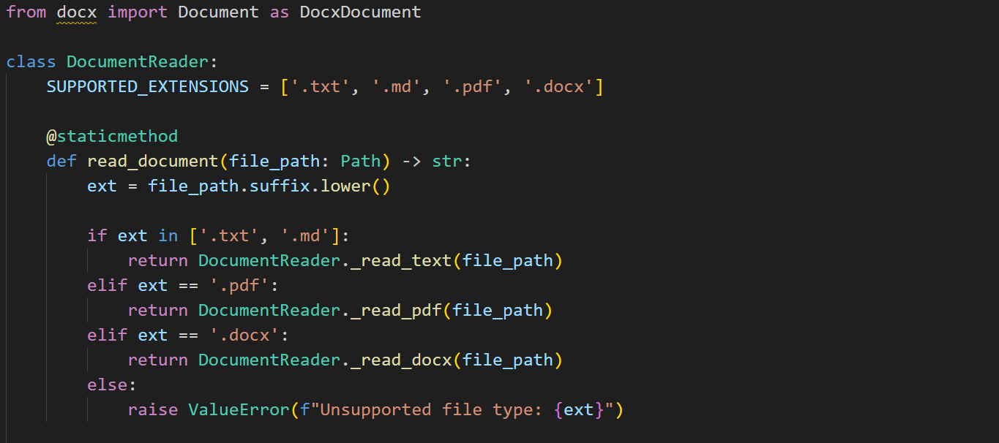 from docx import Document as DocxDocument
class DocumentReader:
    SUPPORTED_EXTENSIONS = ['.txt', '.md', '.pdf', '.docx']
    @staticmethod
    def read_document(file_path: Path) -> str:
        ext = file_path.suffix.lower()
        if ext in ['.txt', '.md']:
            return DocumentReader._read_text(file_path)
        elif ext == '.pdf':
            return DocumentReader._read_pdf(file_path)
        elif ext == '.docx':
            return DocumentReader._read_docx(file_path)
        else:
            raise ValueError(f"Unsupported file type: {ext}")